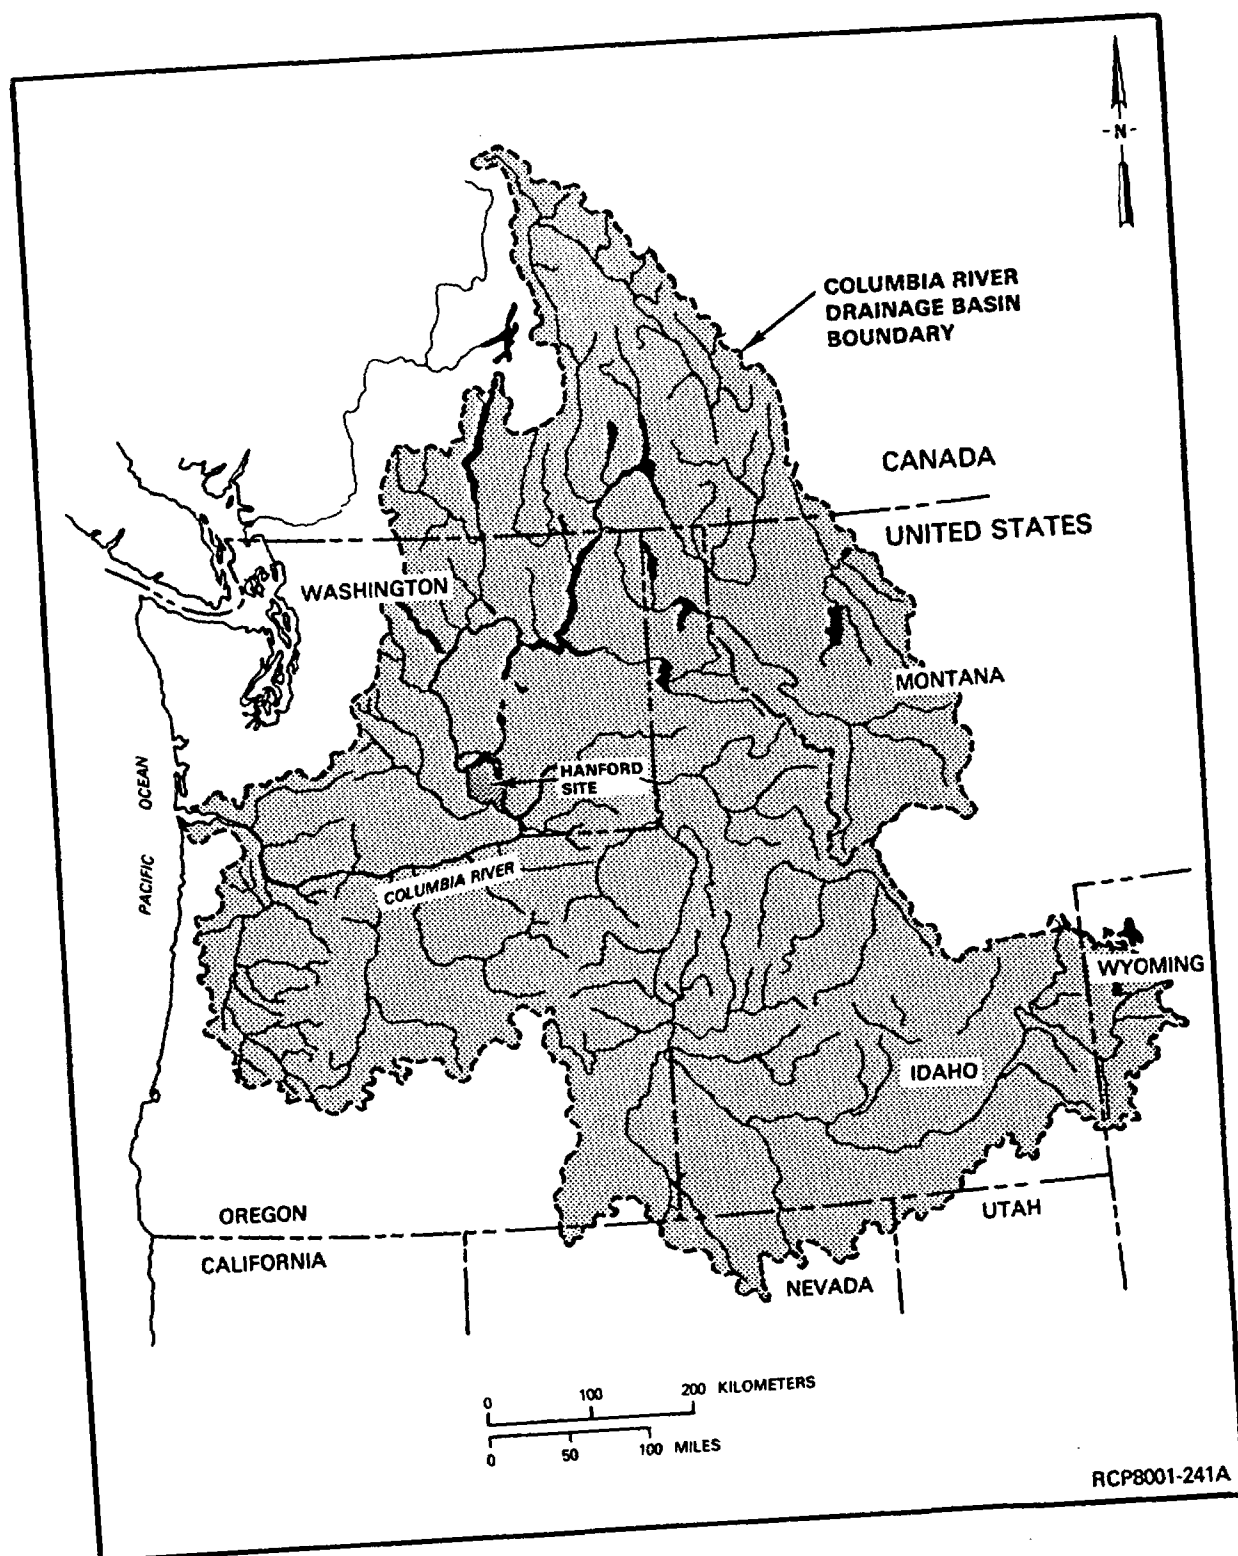 -N-
COLUMBIA RIVER
DRAINAGE BASIN
BOUNDARY
CANADA
UNITED STATES
WASHINGTON
MONTANA
PACIFIC OCEAN
HANFORD
SITE
COLUMBIA RIVER
WYOMING
IDAHO
OREGON
CALIFORNIA
UTAH
NEVADA
0 100 200 KILOMETERS
0 50 100 MILES
RCP8001-241A